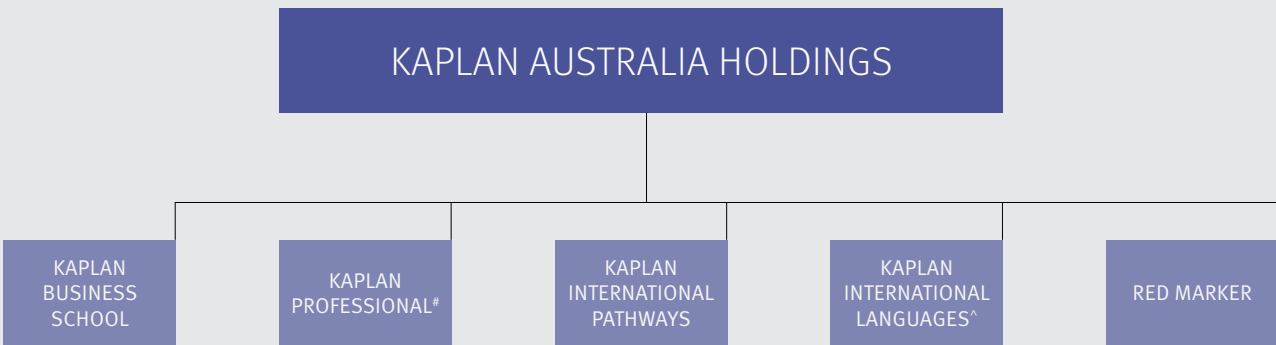 KAPLAN AUSTRALIA HOLDINGS
KAPLAN
BUSINESS
SCHOOL
KAPLAN
PROFESSIONAL#
KAPLAN
INTERNATIONAL
PATHWAYS
KAPLAN
INTERNATIONAL
LANGUAGES^
RED MARKER